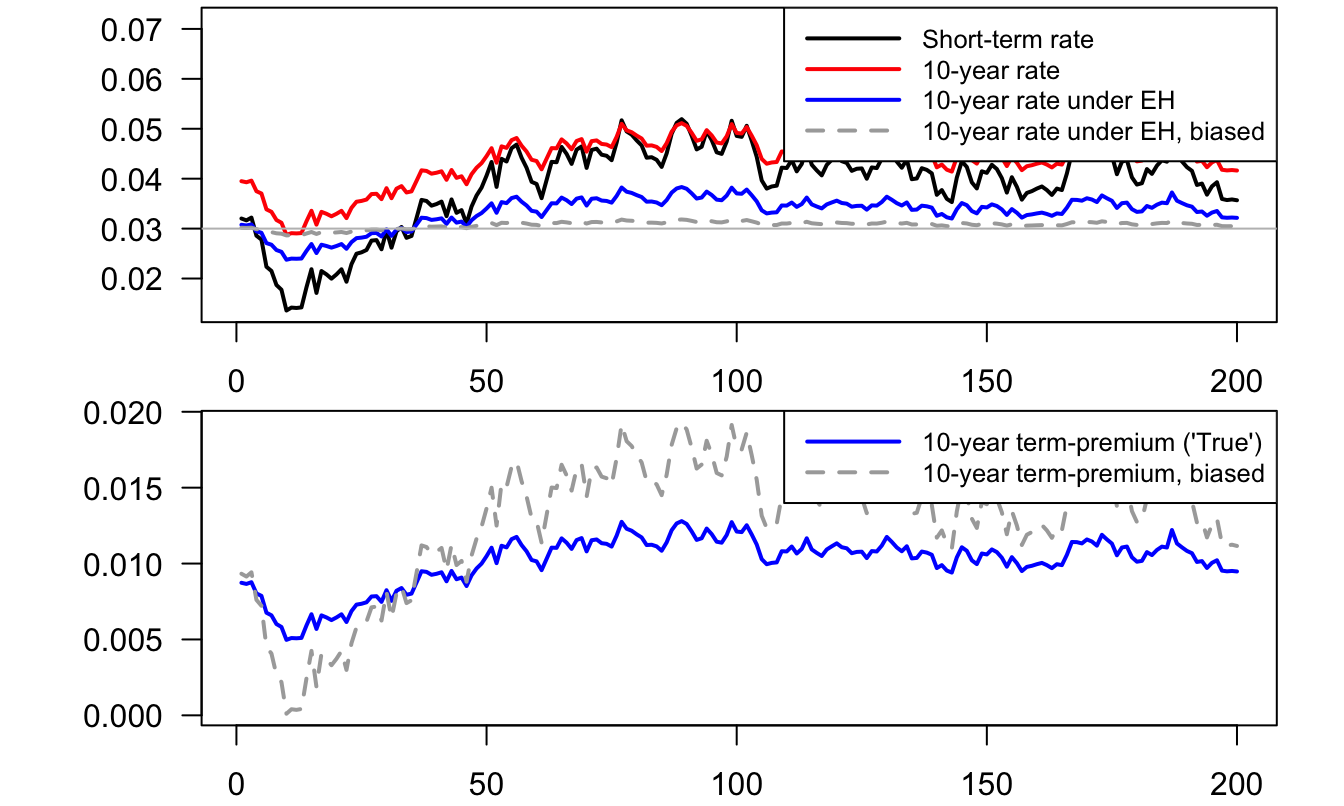 0.07
Short-term rate
0.06
10-year rate
10-year rate under EH
0.05
10-year rate under EH, biased
0.04
0.03
0.02
0 50 100 150 200
0.020
10-year term-premium ('True')
10-year term-premium, biased
0.015
0.010
0.005
0.000
0 50 100 150 200